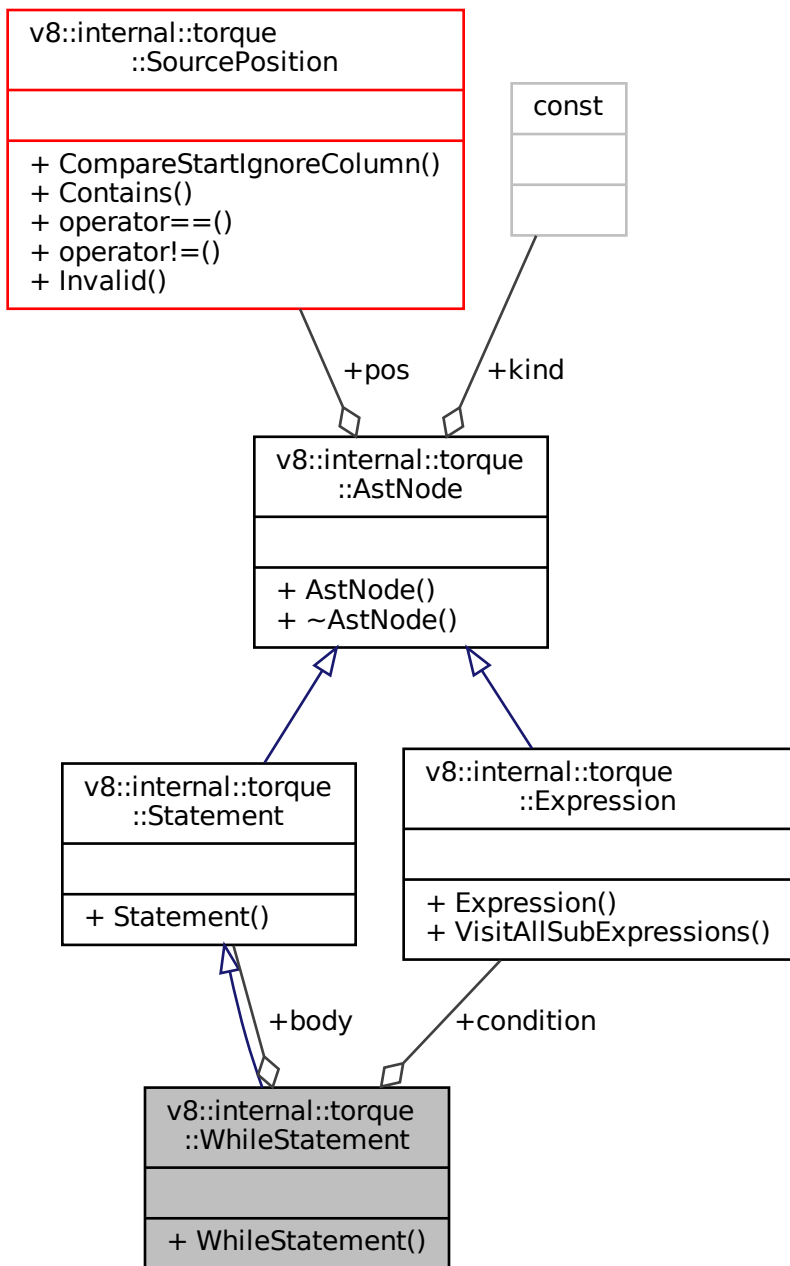 v8::internal::torque
::SourcePosition
+ CompareStartIgnoreColumn()
+ Contains()
+ operator==()
+ operator!=()
+ Invalid()
const
+pos
+kind
v8::internal::torque
::AstNode
+ AstNode()
+ ~AstNode()
v8::internal::torque
::Statement
+ Statement()
v8::internal::torque
::Expression
+ Expression()
+ VisitAllSubExpressions()
+body
+condition
v8::internal::torque
::WhileStatement
+ WhileStatement()